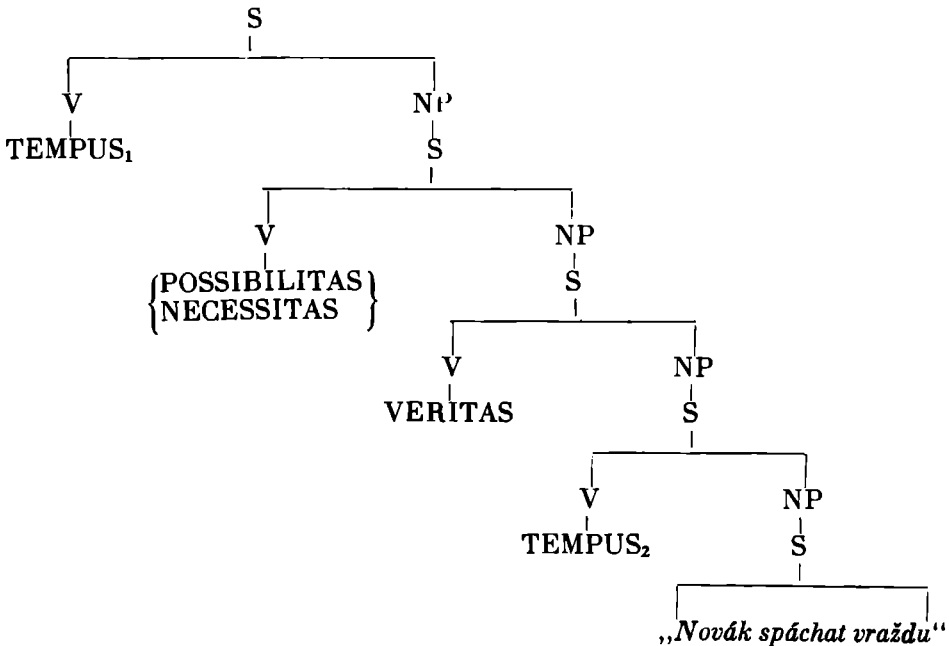 S
V NP
TEMPUS₁ S
V NP
{POSSIBILITAS} S
{NECESSITAS}
V NP
VERITAS S
V NP
TEMPUS₂ S
„Novák spáchat vraždu“